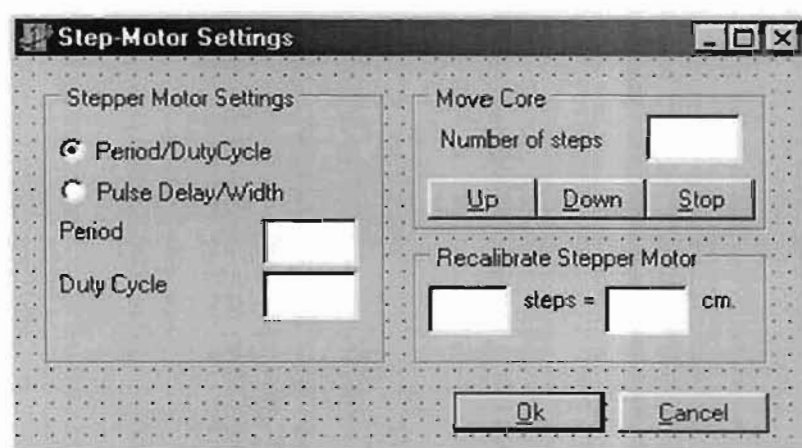 Step-Motor Settings
Stepper Motor Settings
Period/DutyCycle
Pulse Delay/Width
Period
Duty Cycle
Move Core
Number of steps
Up Down Stop
Recalibrate Stepper Motor
steps = cm.
Ok Cancel